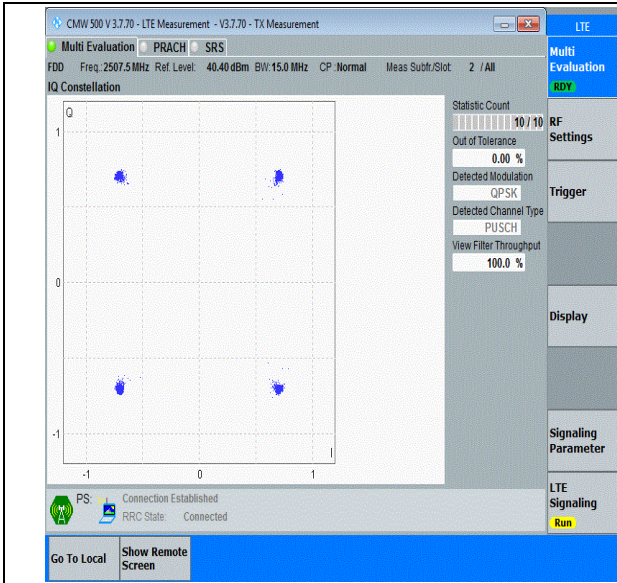 CMW 500 V 3.7.70 - LTE Measurement - V3.7.70 - TX Measurement
LTE
Multi Evaluation PRACH SRS
FDD Freq.: 2507.5 MHz Ref. Level: 40.40 dBm BW: 15.0 MHz CP : Normal Meas Subfr./Slot: 2 / All
IQ Constellation
Q
1
0
-1
-1 0 1
I
Statistic Count
10 / 10
Out of Tolerance
0.00 %
Detected Modulation
QPSK
Detected Channel Type
PUSCH
View Filter Throughput
100.0 %
Multi
Evaluation
RDY
RF
Settings
Trigger
Display
Signaling
Parameter
LTE
Signaling
Run
PS: Connection Established
RRC State: Connected
Go To Local
Show Remote
Screen